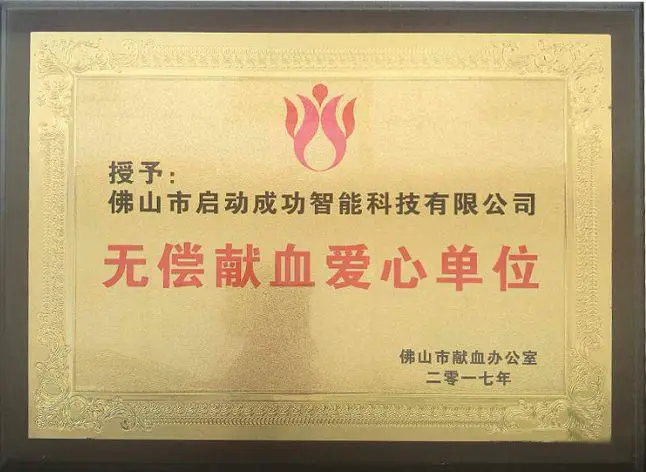 授予：
佛山市启动成功智能科技有限公司
无偿献血爱心单位
佛山市献血办公室
二零一七年